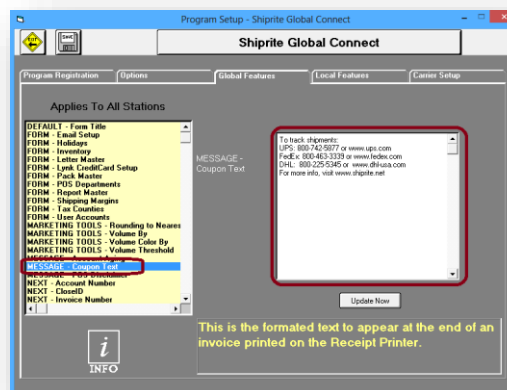 Program Setup - Shiprite Global Connect
EXIT
SAVE
Shiprite Global Connect
Program Registration
Options
Global Features
Local Features
Carrier Setup
Applies To All Stations
DEFAULT - Form Title
FORM - Email Setup
FORM - Holidays
FORM - Inventory
FORM - Letter Master
FORM - Lynk CreditCard Setup
FORM - Pack Master
FORM - POS Departments
FORM - Report Master
FORM - Shipping Margins
FORM - Tax Counties
FORM - User Accounts
MARKETING TOOLS - Rounding to Neares
MARKETING TOOLS - Volume By
MARKETING TOOLS - Volume Color By
MARKETING TOOLS - Volume Threshold
MESSAGE - Account Aging
MESSAGE - Coupon Text
MESSAGE - POS Disclaimer
NEXT - Account Number
NEXT - CloseID
NEXT - Invoice Number
MESSAGE -
Coupon Text
To track shipments:
UPS: 800-742-5877 or www.ups.com
FedEx: 800-463-3339 or www.fedex.com
DHL: 800-225-5345 or www.dhl-usa.com
For more info, visit www.shiprite.net
Update Now
i
INFO
This is the formated text to appear at the end of an
invoice printed on the Receipt Printer.